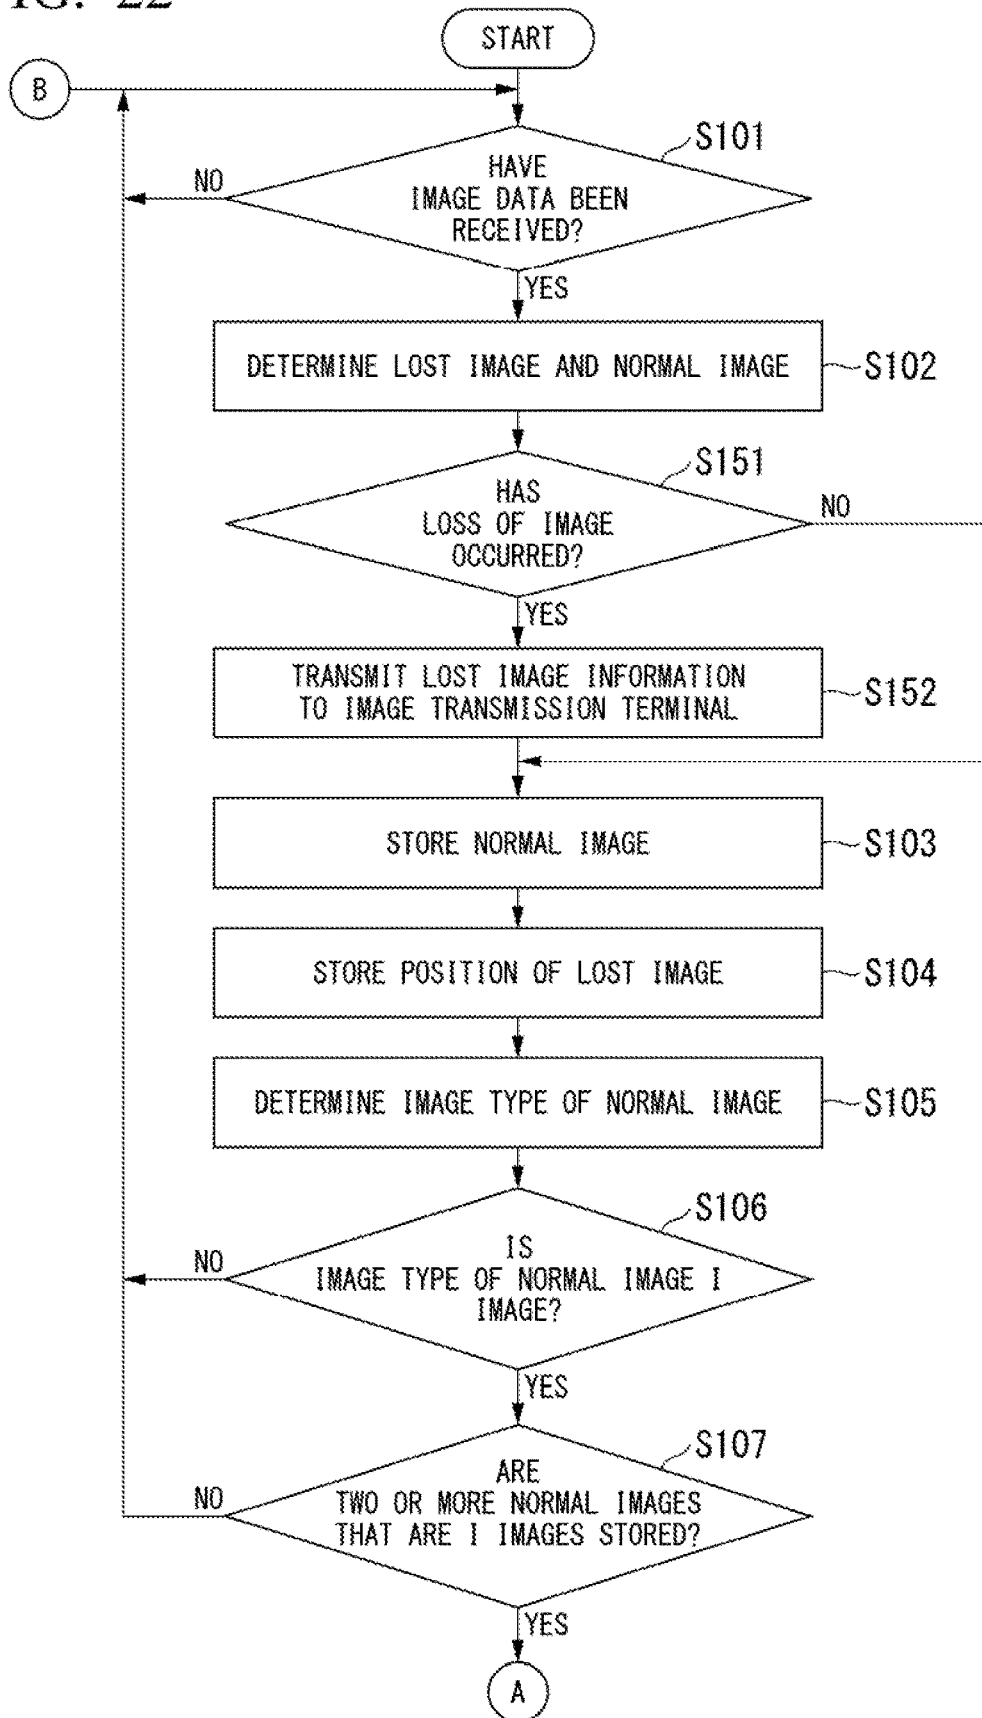 IG. 22
START
B
S101
HAVE
IMAGE DATA BEEN
RECEIVED?
NO
YES
DETERMINE LOST IMAGE AND NORMAL IMAGE
S102
S151
HAS
LOSS OF IMAGE
OCCURRED?
NO
YES
TRANSMIT LOST IMAGE INFORMATION
TO IMAGE TRANSMISSION TERMINAL
S152
STORE NORMAL IMAGE
S103
STORE POSITION OF LOST IMAGE
S104
DETERMINE IMAGE TYPE OF NORMAL IMAGE
S105
S106
IS
IMAGE TYPE OF NORMAL IMAGE I
IMAGE?
NO
YES
S107
ARE
TWO OR MORE NORMAL IMAGES
THAT ARE I IMAGES STORED?
NO
YES
A